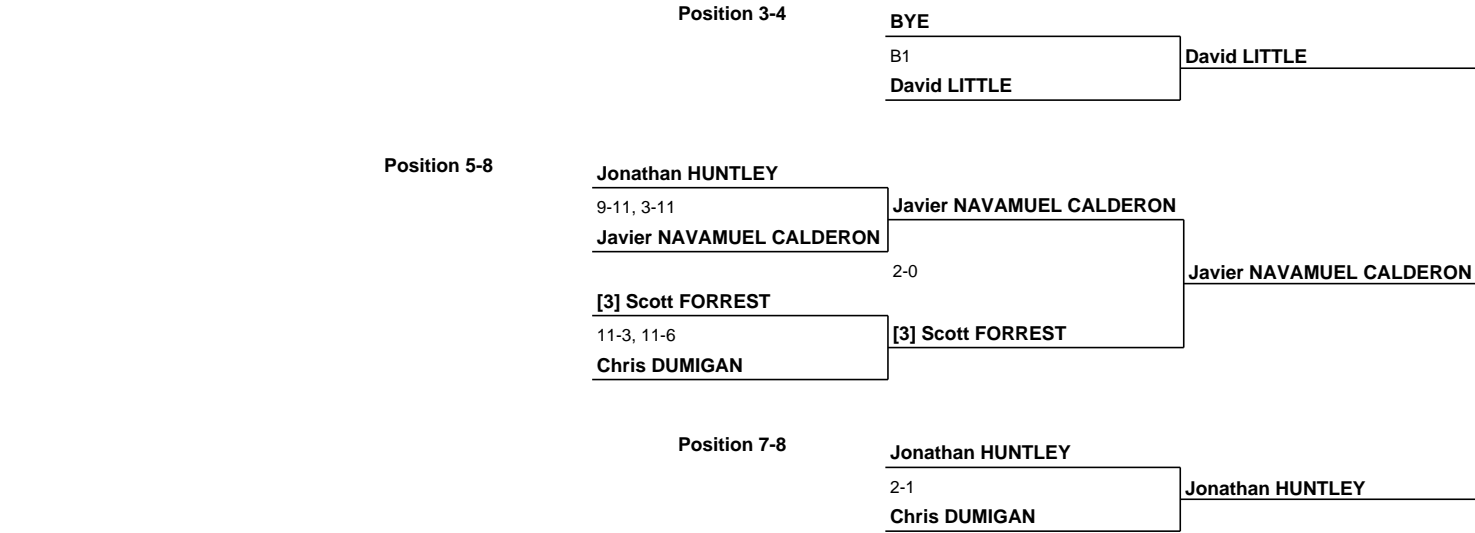 Position 3-4
BYE
B1
David LITTLE
David LITTLE
Position 5-8
Jonathan HUNTLEY
9-11, 3-11
Javier NAVAMUEL CALDERON
Javier NAVAMUEL CALDERON
2-0
Javier NAVAMUEL CALDERON
[3] Scott FORREST
11-3, 11-6
[3] Scott FORREST
Chris DUMIGAN
Position 7-8
Jonathan HUNTLEY
2-1
Jonathan HUNTLEY
Chris DUMIGAN